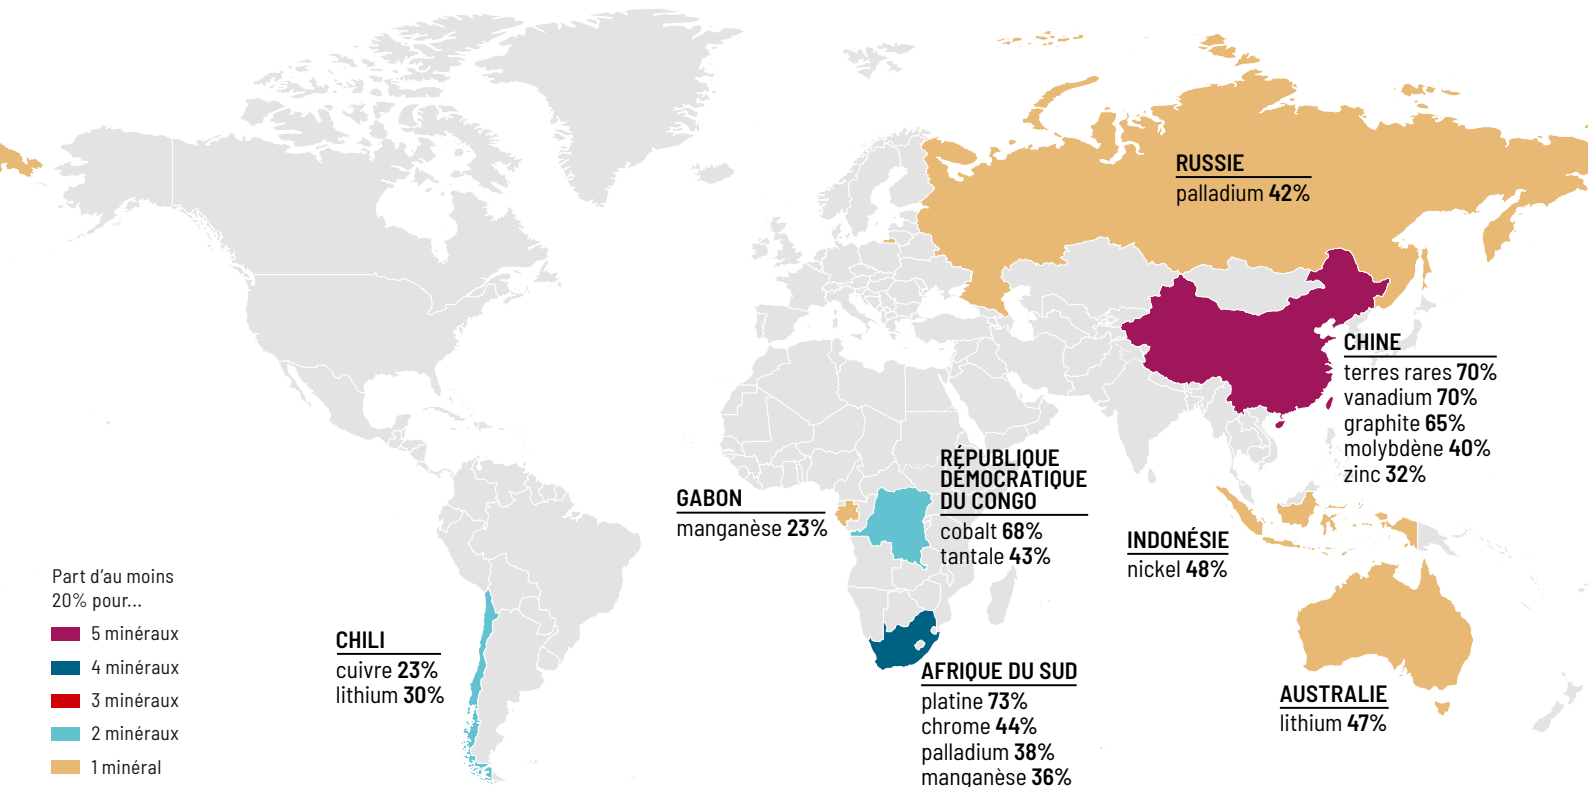 RUSSIE
palladium 42%
CHINE
terres rares 70%
vanadium 70%
graphite 65%
molybdène 40%
zinc 32%
RÉPUBLIQUE
DÉMOCRATIQUE
DU CONGO
cobalt 68%
tantale 43%
GABON
manganèse 23%
INDONÉSIE
nickel 48%
Part d’au moins
20% pour...
5 minéraux
4 minéraux
3 minéraux
2 minéraux
1 minéral
CHILI
cuivre 23%
lithium 30%
AFRIQUE DU SUD
platine 73%
chrome 44%
palladium 38%
manganèse 36%
AUSTRALIE
lithium 47%